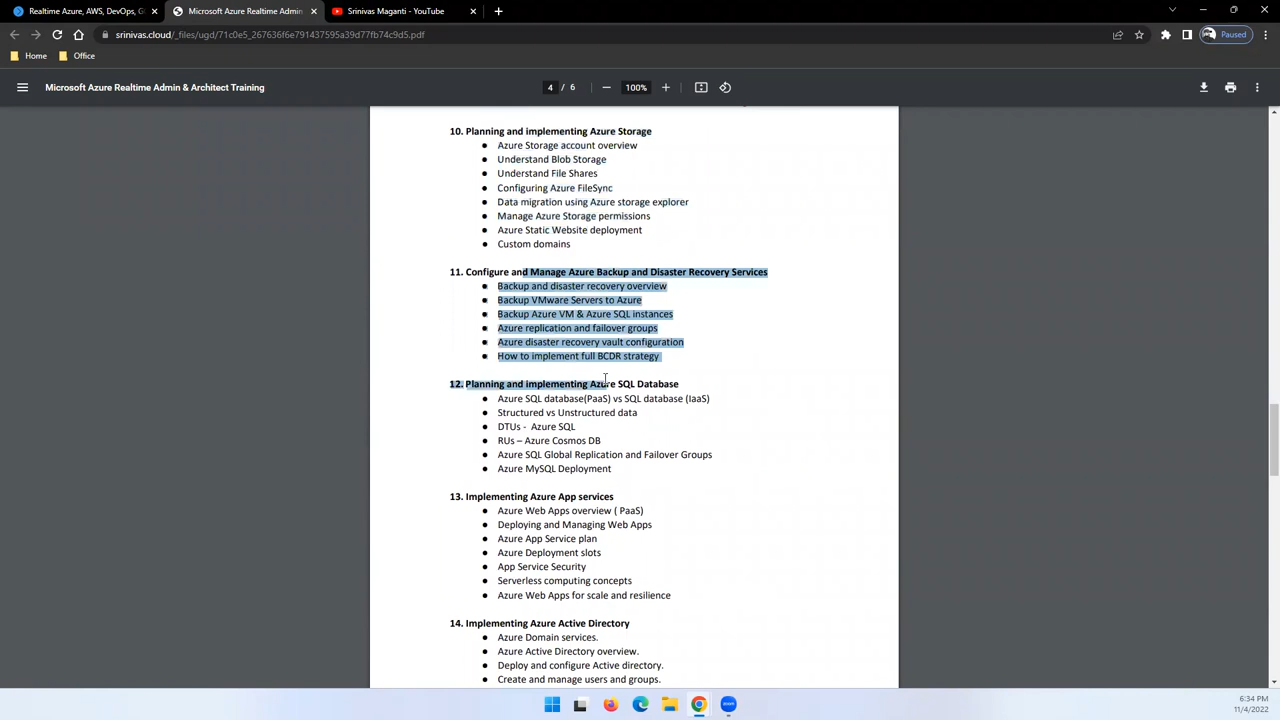 Realtime Azure, AWS, DevOps, G
Microsoft Azure Realtime Admin
Srinivas Maganti - YouTube
srinivas.cloud/_files/ugd/71c0e5_267636f6e791437595a39d77fb74c9d5.pdf
Paused
Home
Office
Microsoft Azure Realtime Admin & Architect Training
4 / 6
100%
10. Planning and implementing Azure Storage
● Azure Storage account overview
● Understand Blob Storage
● Understand File Shares
● Configuring Azure FileSync
● Data migration using Azure storage explorer
● Manage Azure Storage permissions
● Azure Static Website deployment
● Custom domains
11. Configure and Manage Azure Backup and Disaster Recovery Services
● Backup and disaster recovery overview
● Backup VMware Servers to Azure
● Backup Azure VM & Azure SQL instances
● Azure replication and failover groups
● Azure disaster recovery vault configuration
● How to implement full BCDR strategy
12. Planning and implementing Azure SQL Database
● Azure SQL database(PaaS) vs SQL database (IaaS)
● Structured vs Unstructured data
● DTUs - Azure SQL
● RUs – Azure Cosmos DB
● Azure SQL Global Replication and Failover Groups
● Azure MySQL Deployment
13. Implementing Azure App services
● Azure Web Apps overview ( PaaS)
● Deploying and Managing Web Apps
● Azure App Service plan
● Azure Deployment slots
● App Service Security
● Serverless computing concepts
● Azure Web Apps for scale and resilience
14. Implementing Azure Active Directory
● Azure Domain services.
● Azure Active Directory overview.
● Deploy and configure Active directory.
● Create and manage users and groups.
zoom
6:34 PM
11/4/2022